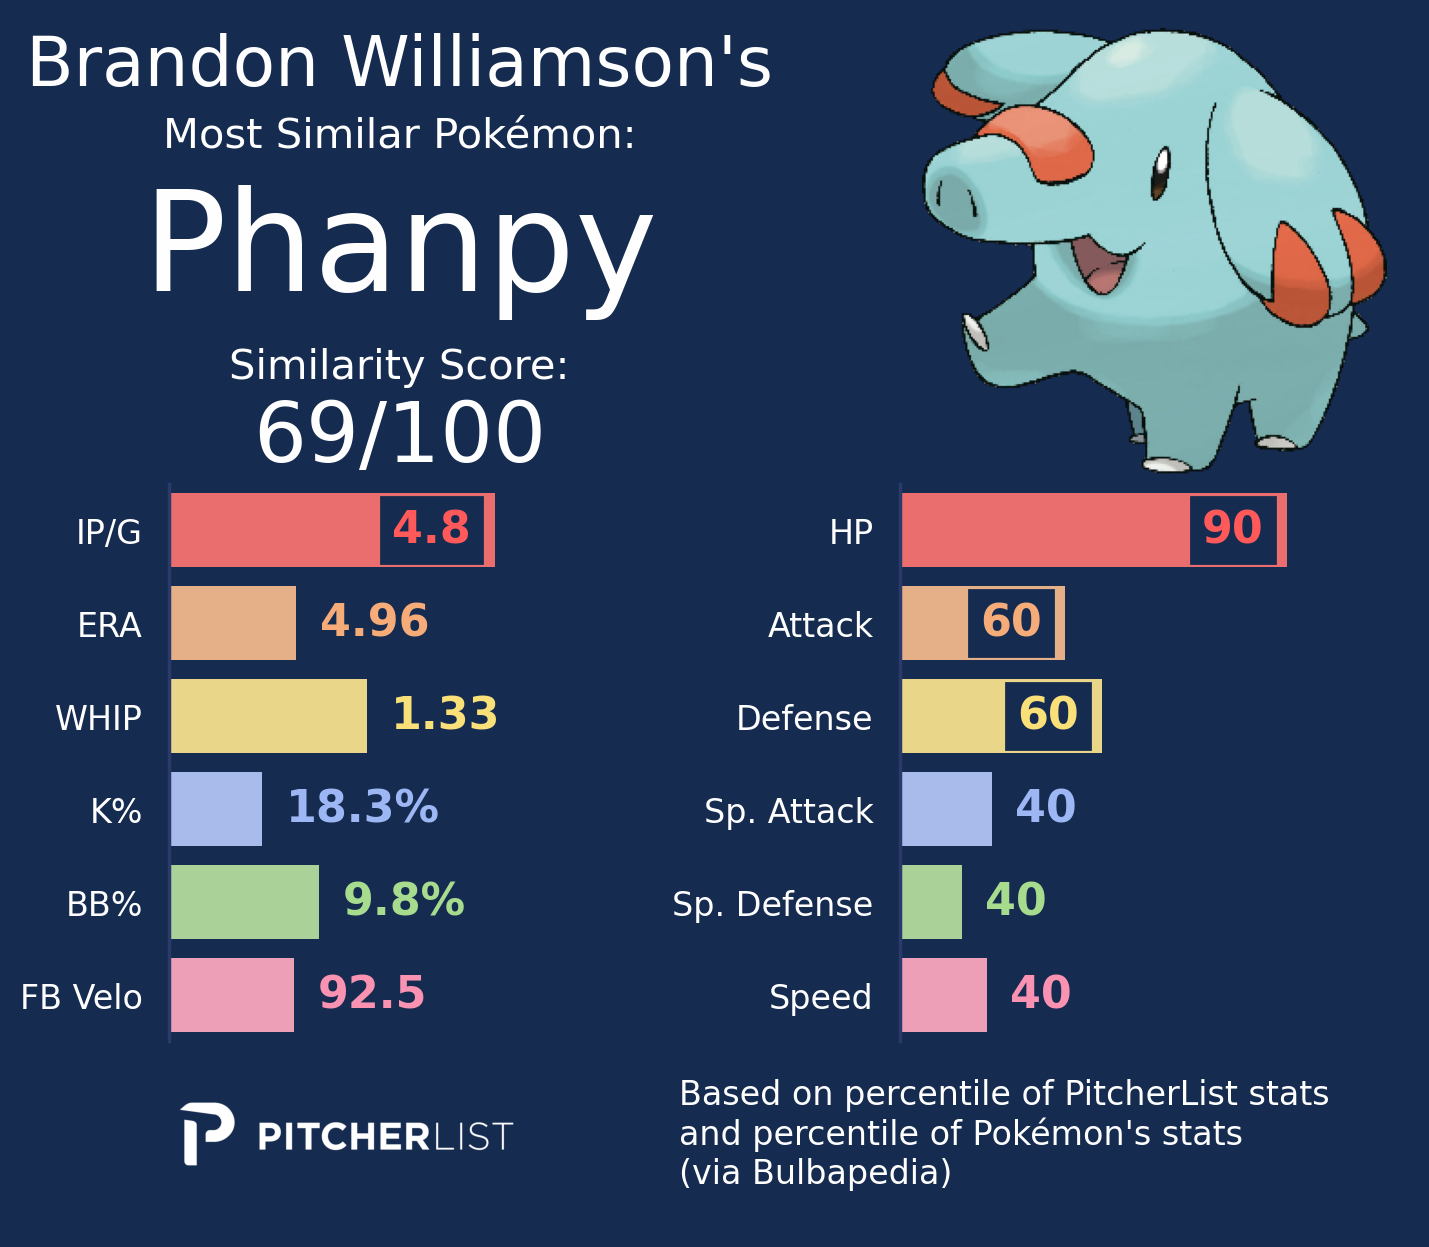 Brandon Williamson's
Most Similar Pokémon:
Phanpy
Similarity Score:
69/100
IP/G 4.8
ERA 4.96
WHIP 1.33
K% 18.3%
BB% 9.8%
FB Velo 92.5
HP 90
Attack 60
Defense 60
Sp. Attack 40
Sp. Defense 40
Speed 40
PITCHERLIST
Based on percentile of PitcherList stats
and percentile of Pokémon's stats
(via Bulbapedia)